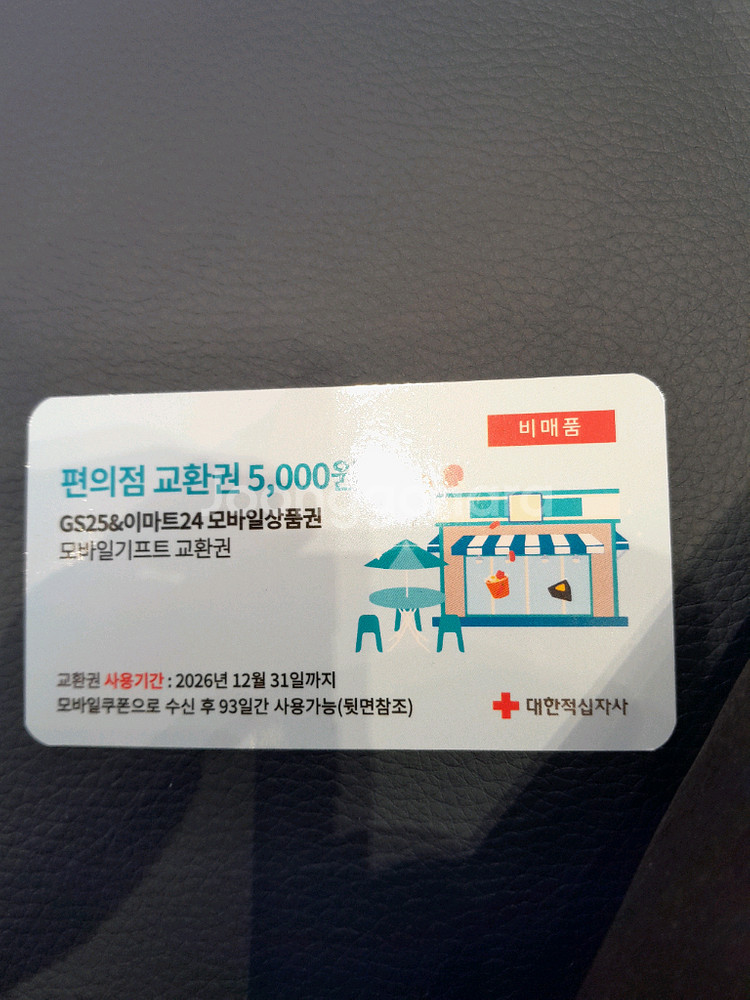 비매품
편의점 교환권 5,000원
GS25&이마트24 모바일상품권
모바일기프트 교환권
교환권 사용기간 : 2026년 12월 31일까지
모바일쿠폰으로 수신 후 93일간 사용가능(뒷면참조)
대한적십자사
Joonggonara